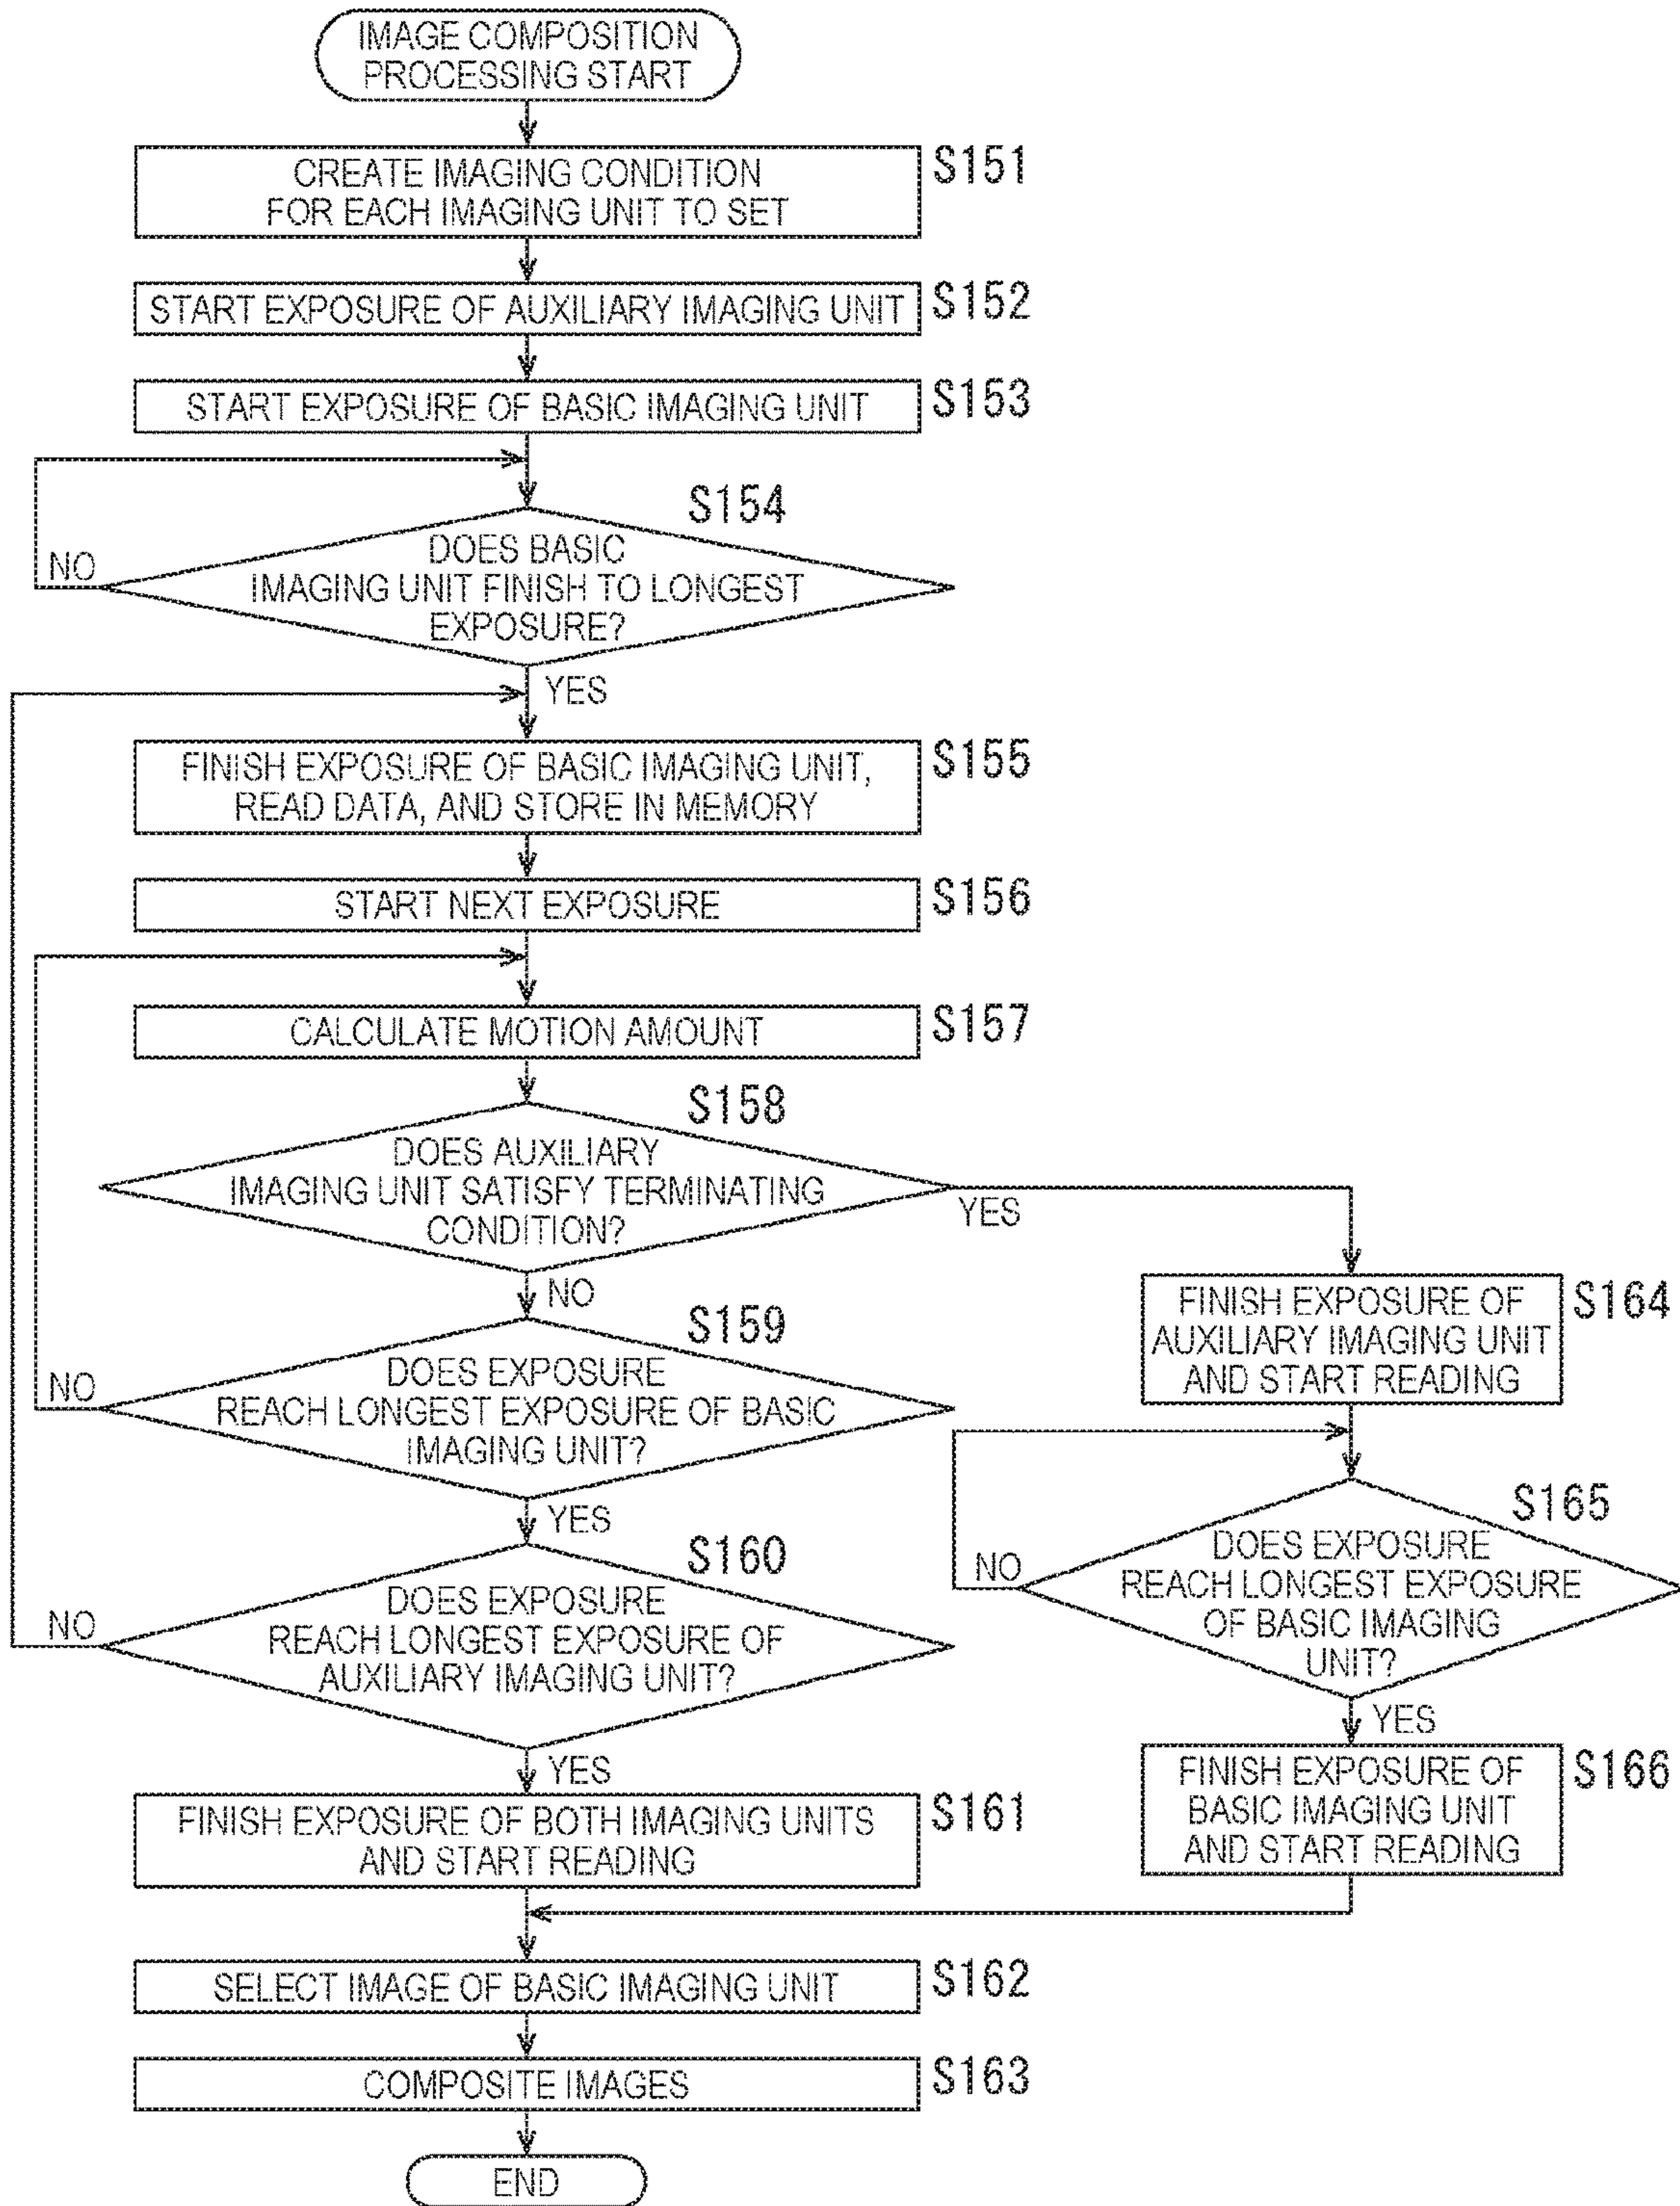 IMAGE COMPOSITION
PROCESSING START
CREATE IMAGING CONDITION
FOR EACH IMAGING UNIT TO SET
S151
START EXPOSURE OF AUXILIARY IMAGING UNIT
S152
START EXPOSURE OF BASIC IMAGING UNIT
S153
S154
DOES BASIC
IMAGING UNIT FINISH TO LONGEST
EXPOSURE?
NO
YES
FINISH EXPOSURE OF BASIC IMAGING UNIT,
READ DATA, AND STORE IN MEMORY
S155
START NEXT EXPOSURE
S156
CALCULATE MOTION AMOUNT
S157
S158
DOES AUXILIARY
IMAGING UNIT SATISFY TERMINATING
CONDITION?
YES
NO
S159
DOES EXPOSURE
REACH LONGEST EXPOSURE OF BASIC
IMAGING UNIT?
NO
YES
S160
DOES EXPOSURE
REACH LONGEST EXPOSURE OF
AUXILIARY IMAGING UNIT?
NO
YES
FINISH EXPOSURE OF BOTH IMAGING UNITS
AND START READING
S161
FINISH EXPOSURE OF
AUXILIARY IMAGING UNIT
AND START READING
S164
S165
DOES EXPOSURE
REACH LONGEST EXPOSURE
OF BASIC IMAGING
UNIT?
NO
YES
FINISH EXPOSURE OF
BASIC IMAGING UNIT
AND START READING
S166
SELECT IMAGE OF BASIC IMAGING UNIT
S162
COMPOSITE IMAGES
S163
END